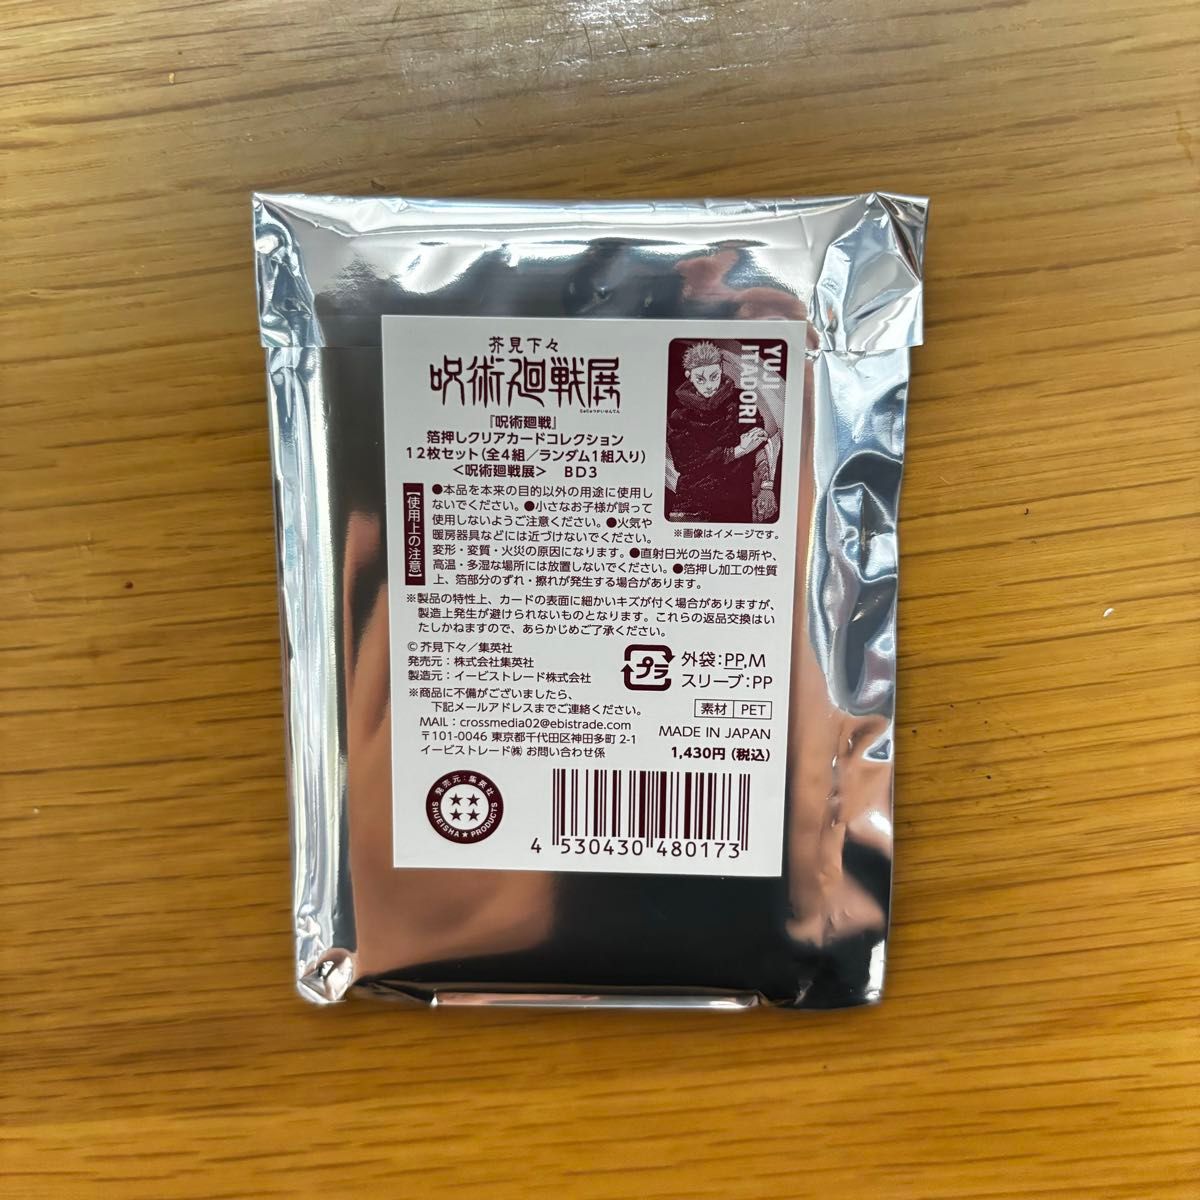 芥見下々
呪術廻戦展
じゅじゅつかいせんてん
『呪術廻戦』
箔押しクリアカードコレクション
12枚セット(全4組/ランダム1組入り)
<呪術廻戦展> BD3
YUJI
ITADORI
※画像はイメージです。
【使用上の注意】
●本品を本来の目的以外の用途に使用し
ないでください。●小さなお子様が誤って
使用しないようご注意ください。●火気や
暖房器具などには近づけないでください。
変形・変質・火災の原因になります。●直射日光の当たる場所や、
高温・多湿な場所には放置しないでください。●箔押し加工の性質
上、箔部分のずれ・擦れが発生する場合があります。
※製品の特性上、カードの表面に細かいキズが付く場合がありますが、
製造上発生が避けられないものとなります。これらの返品交換はい
たしかねますので、あらかじめご了承ください。
©芥見下々/集英社
発売元：株式会社集英社
製造元：イービストレード株式会社
※商品に不備がございましたら、
下記メールアドレスまでご連絡ください。
MAIL：crossmedia02@ebistrade.com
〒101-0046 東京都千代田区神田多町 2-1
イービストレード㈱ お問い合わせ係
プラ
外袋：PP,M
スリーブ：PP
素材 PET
MADE IN JAPAN
1,430円(税込)
発売元：集英社
SHUEISHA★PRODUCTS
4 530430 480173